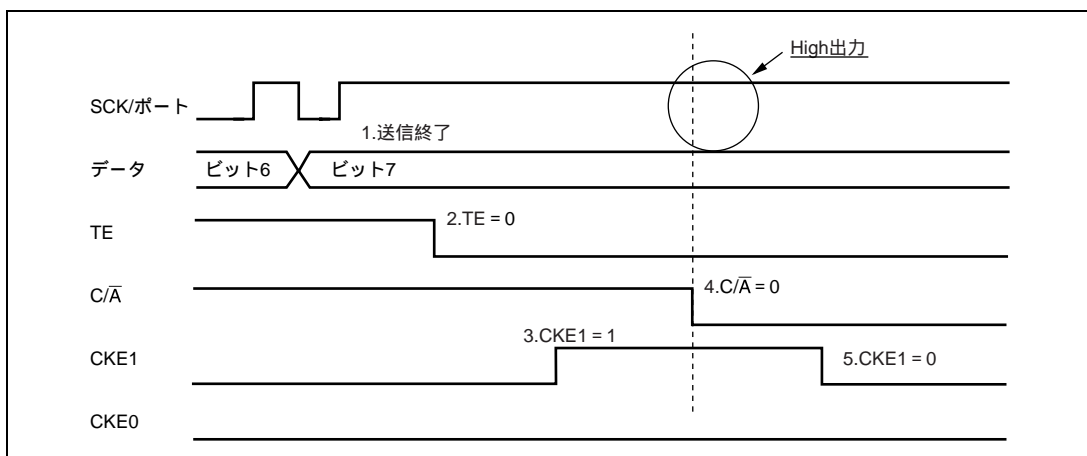 High出力
SCK/ポート
1.送信終了
データ ビット6 ビット7
TE 2.TE = 0
C/A̅ 4.C/A̅ = 0
3.CKE1 = 1
CKE1 5.CKE1 = 0
CKE0